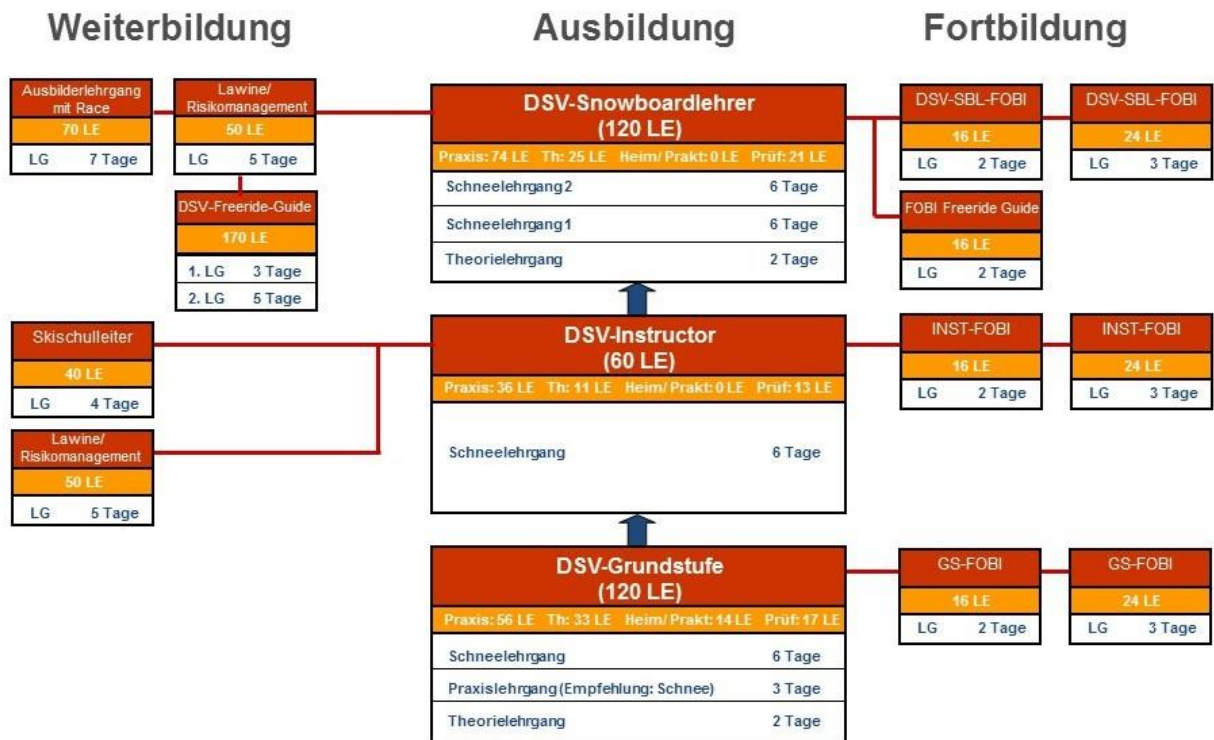 Weiterbildung Ausbildung Fortbildung
Ausbilderlehrgang
mit Race
70 LE
LG 7 Tage
Lawine/
Risikomanagement
50 LE
LG 5 Tage
DSV-Freeride-Guide
170 LE
1. LG 3 Tage
2. LG 5 Tage
DSV-Snowboardlehrer
(120 LE)
Praxis: 74 LE Th: 25 LE Heim/ Prakt: 0 LE Prüf: 21 LE
Schneelehrgang 2 6 Tage
Schneelehrgang 1 6 Tage
Theorielehrgang 2 Tage
DSV-SBL-FOBI
16 LE
LG 2 Tage
DSV-SBL-FOBI
24 LE
LG 3 Tage
FOBI Freeride Guide
16 LE
LG 2 Tage
Skischulleiter
40 LE
LG 4 Tage
Lawine/
Risikomanagement
50 LE
LG 5 Tage
DSV-Instructor
(60 LE)
Praxis: 36 LE Th: 11 LE Heim/ Prakt: 0 LE Prüf: 13 LE
Schneelehrgang 6 Tage
INST-FOBI
16 LE
LG 2 Tage
INST-FOBI
24 LE
LG 3 Tage
DSV-Grundstufe
(120 LE)
Praxis: 56 LE Th: 33 LE Heim/ Prakt: 14 LE Prüf: 17 LE
Schneelehrgang 6 Tage
Praxislehrgang (Empfehlung: Schnee) 3 Tage
Theorielehrgang 2 Tage
GS-FOBI
16 LE
LG 2 Tage
GS-FOBI
24 LE
LG 3 Tage